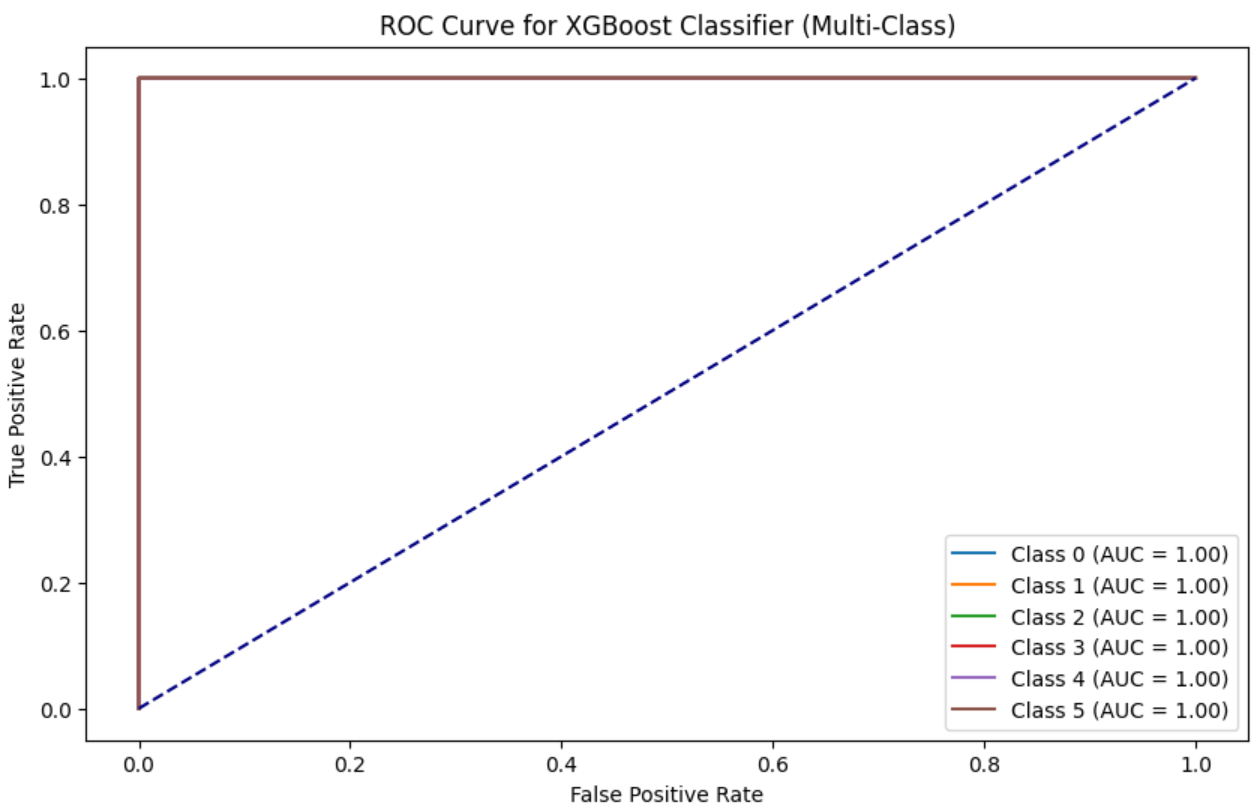 ROC Curve for XGBoost Classifier (Multi-Class)
1.0
0.8
0.6
0.4
0.2
0.0
True Positive Rate
Class 0 (AUC = 1.00)
Class 1 (AUC = 1.00)
Class 2 (AUC = 1.00)
Class 3 (AUC = 1.00)
Class 4 (AUC = 1.00)
Class 5 (AUC = 1.00)
0.0 0.2 0.4 0.6 0.8 1.0
False Positive Rate